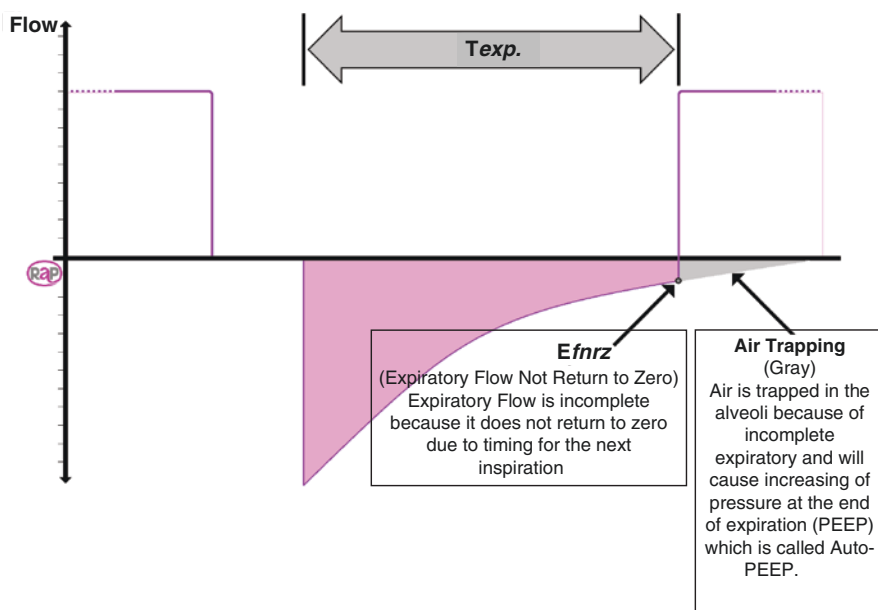 Flow
Texp.
RaP
Efnrz
(Expiratory Flow Not Return to Zero)
Expiratory Flow is incomplete
because it does not return to zero
due to timing for the next
inspiration
Air Trapping
(Gray)
Air is trapped in the
alveoli because of
incomplete
expiratory and will
cause increasing of
pressure at the end
of expiration (PEEP)
which is called Auto-
PEEP.